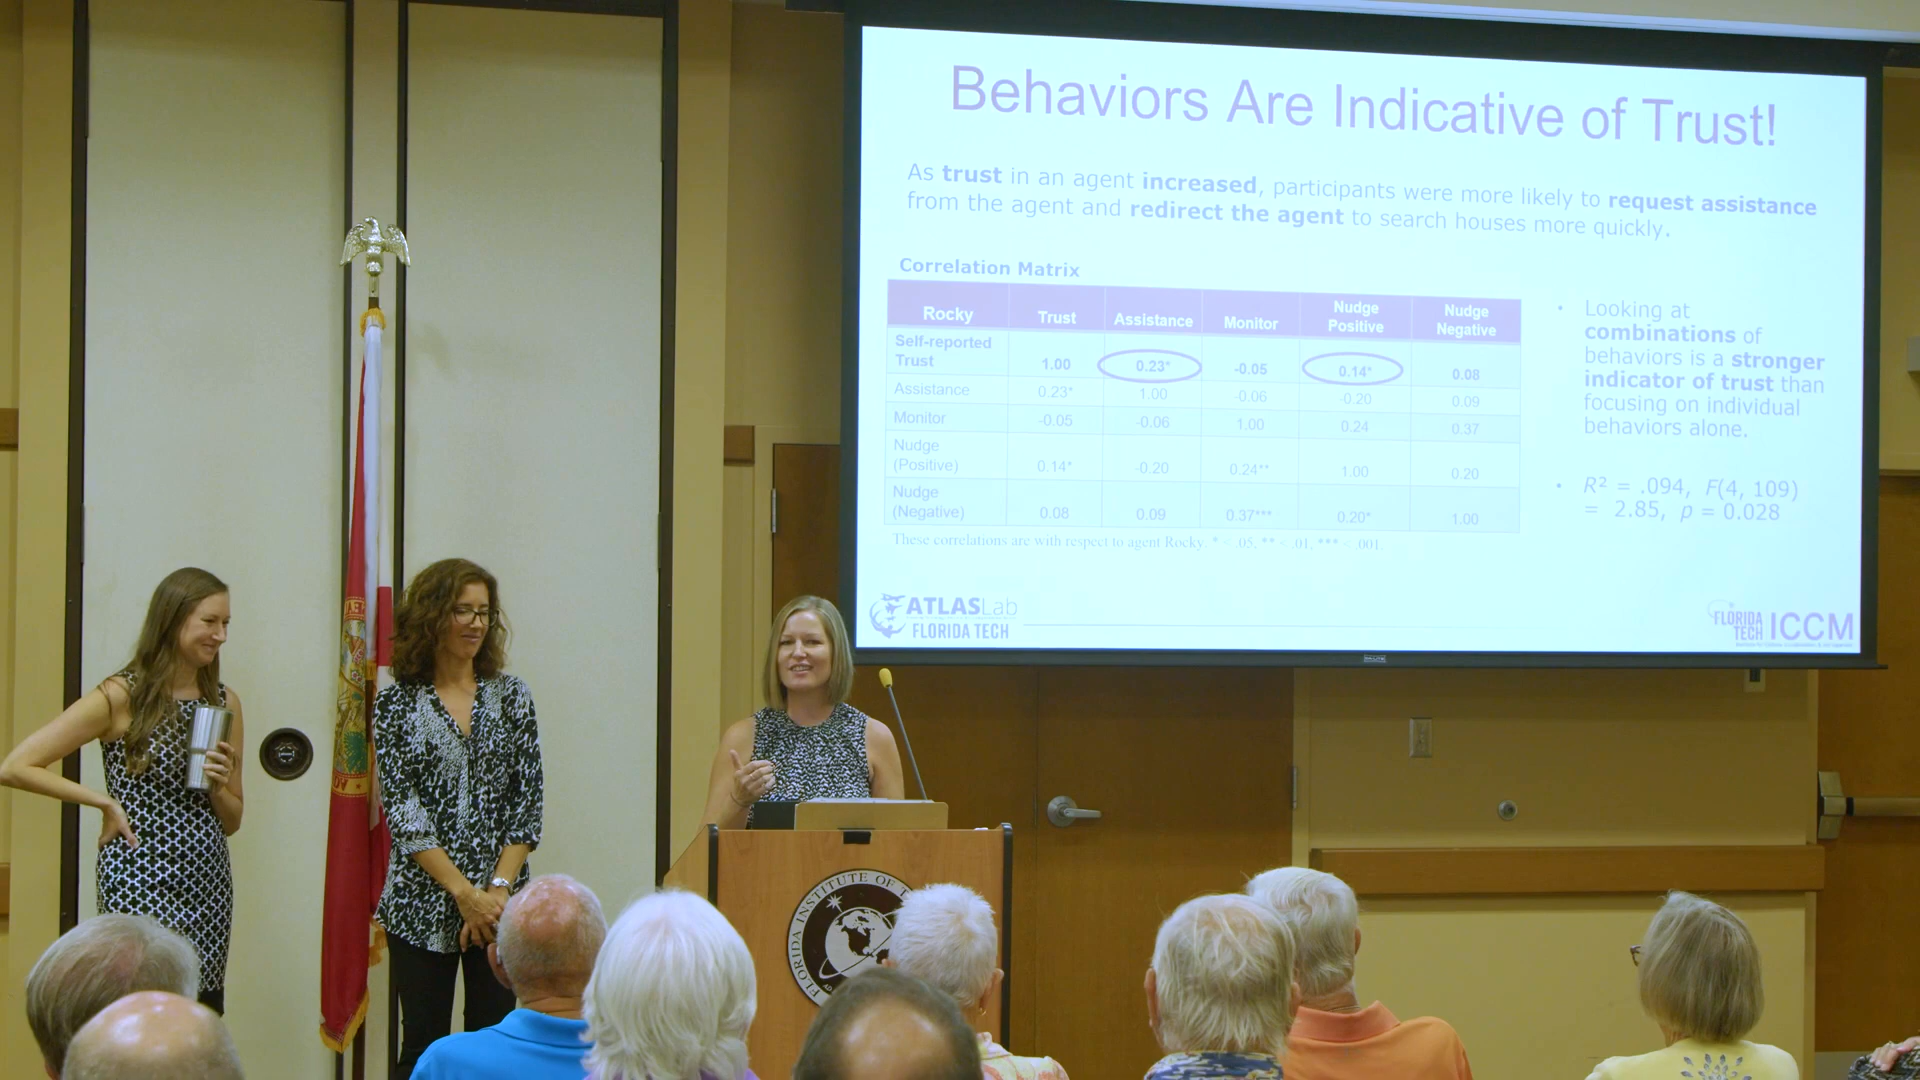 Behaviors Are Indicative of Trust!
As trust in an agent increased, participants were more likely to request assistance
from the agent and redirect the agent to search houses more quickly.
Correlation Matrix
Rocky Trust Assistance Monitor Nudge Positive Nudge Negative
Self-reported Trust 1.00 0.23* -0.05 0.14* 0.08
Assistance 0.23* 1.00 -0.06 -0.20 0.09
Monitor -0.05 -0.06 1.00 0.24 0.37
Nudge (Positive) 0.14* -0.20 0.24** 1.00 0.20
Nudge (Negative) 0.08 0.09 0.37*** 0.20* 1.00
These correlations are with respect to agent Rocky. * < .05, ** < .01, *** < .001.
• Looking at
combinations of
behaviors is a stronger
indicator of trust than
focusing on individual
behaviors alone.
• R² = .094, F(4, 109)
= 2.85, p = 0.028
ATLASLab
FLORIDA TECH
FLORIDA
TECH
ICCM
FLORIDA INSTITUTE OF